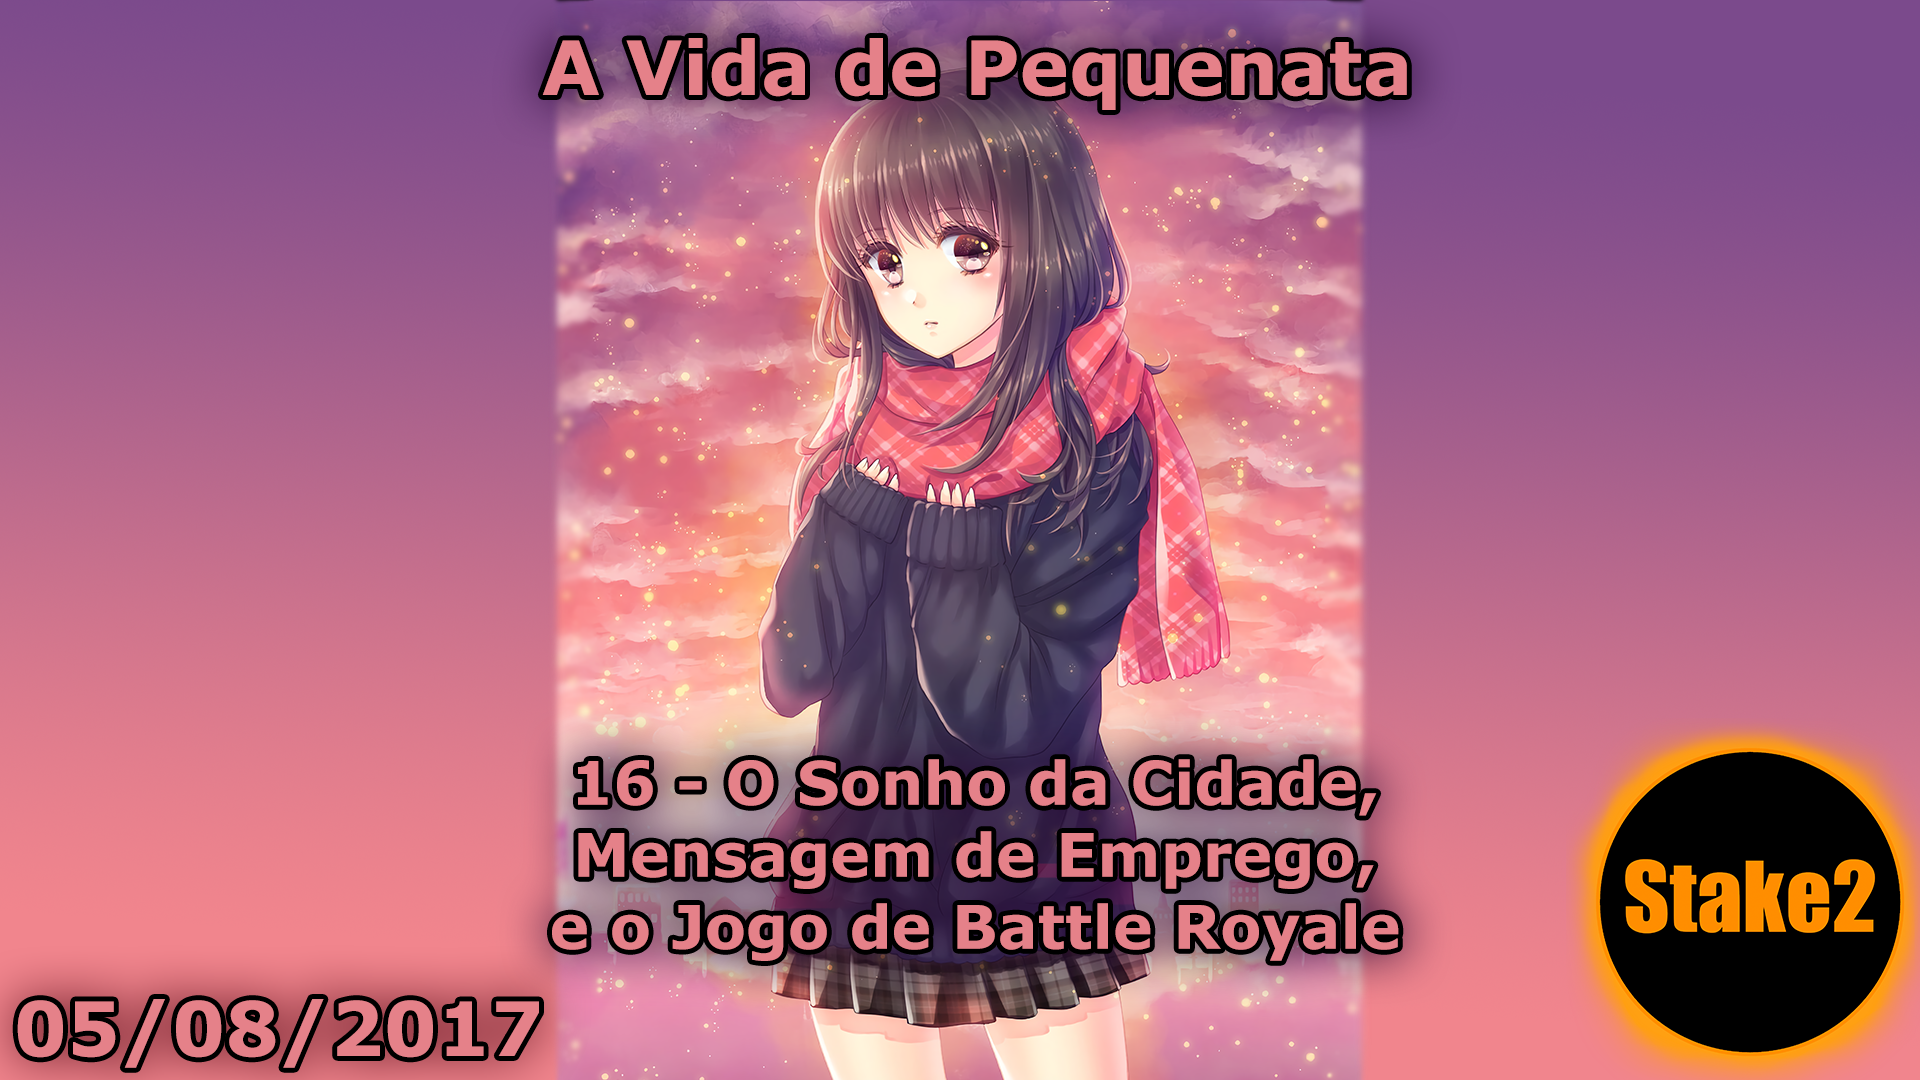 A Vida de Pequenata
16 - O Sonho da Cidade,
Mensagem de Emprego,
e o Jogo de Battle Royale
05/08/2017
Stake2